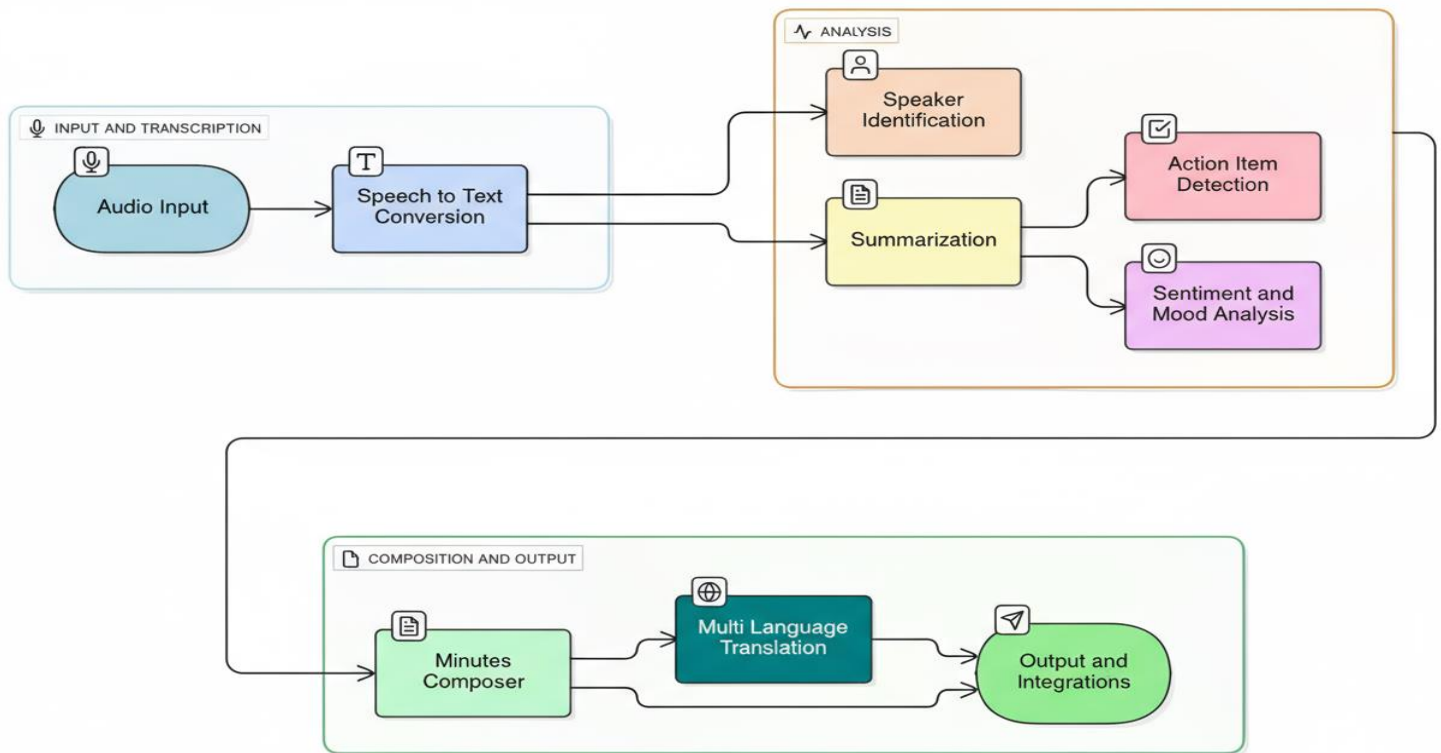 INPUT AND TRANSCRIPTION
Audio Input
T
Speech to Text
Conversion
ANALYSIS
Speaker
Identification
Summarization
Action Item
Detection
Sentiment and
Mood Analysis
COMPOSITION AND OUTPUT
Minutes
Composer
Multi Language
Translation
Output and
Integrations